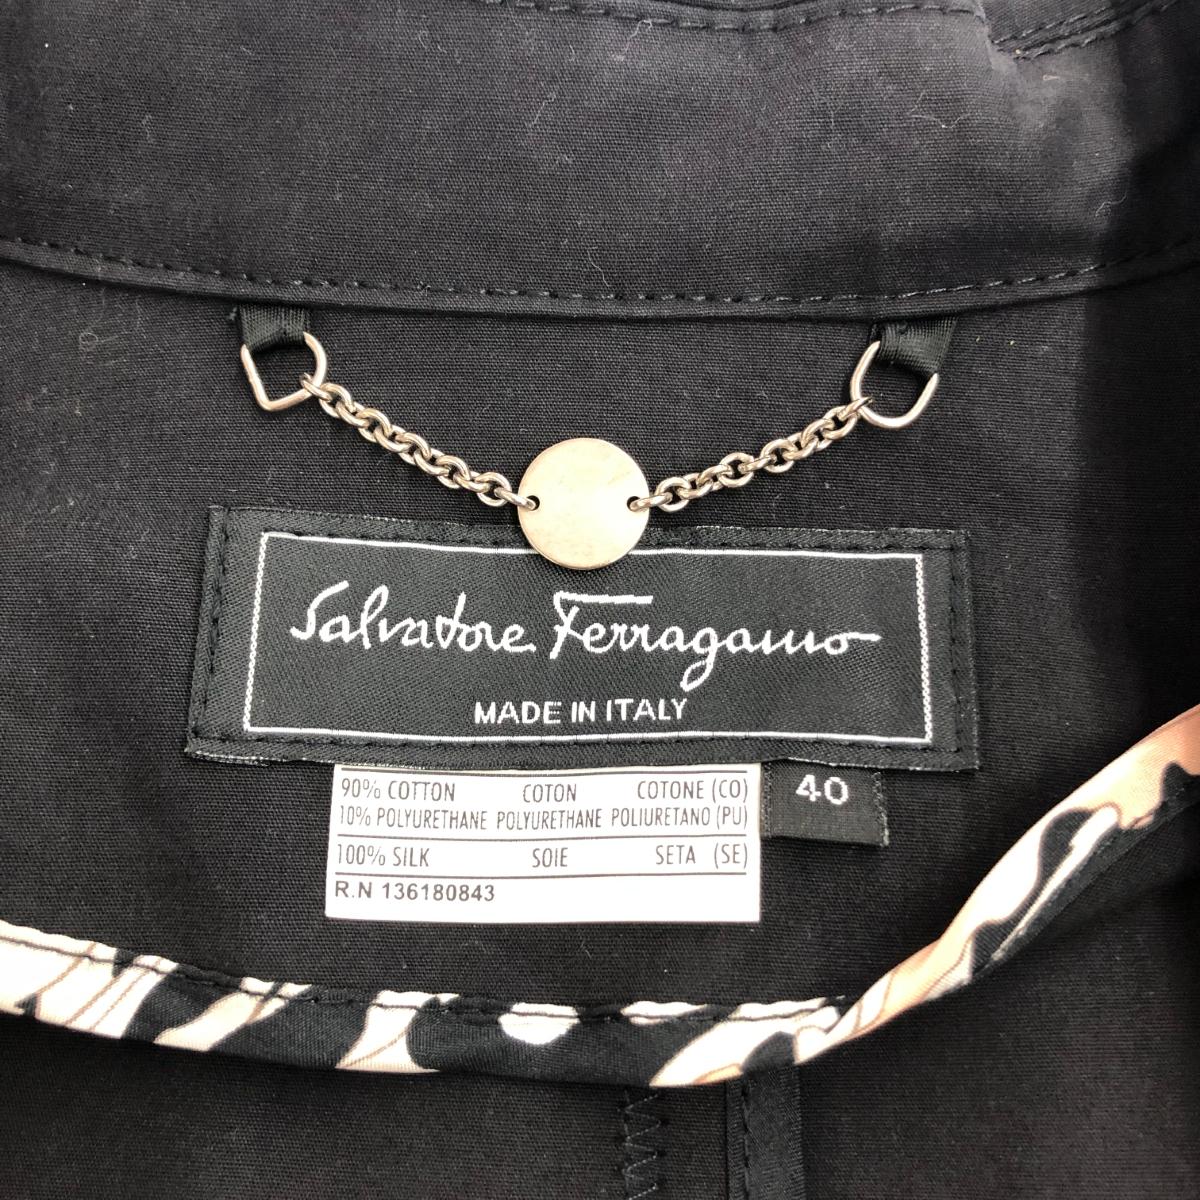 Salvatore Ferragamo
MADE IN ITALY
90% COTTON COTON COTONE (CO)
10% POLYURETHANE POLYURETHANE POLIURETANO (PU)
100% SILK SOIE SETA (SE)
R.N 136180843
40